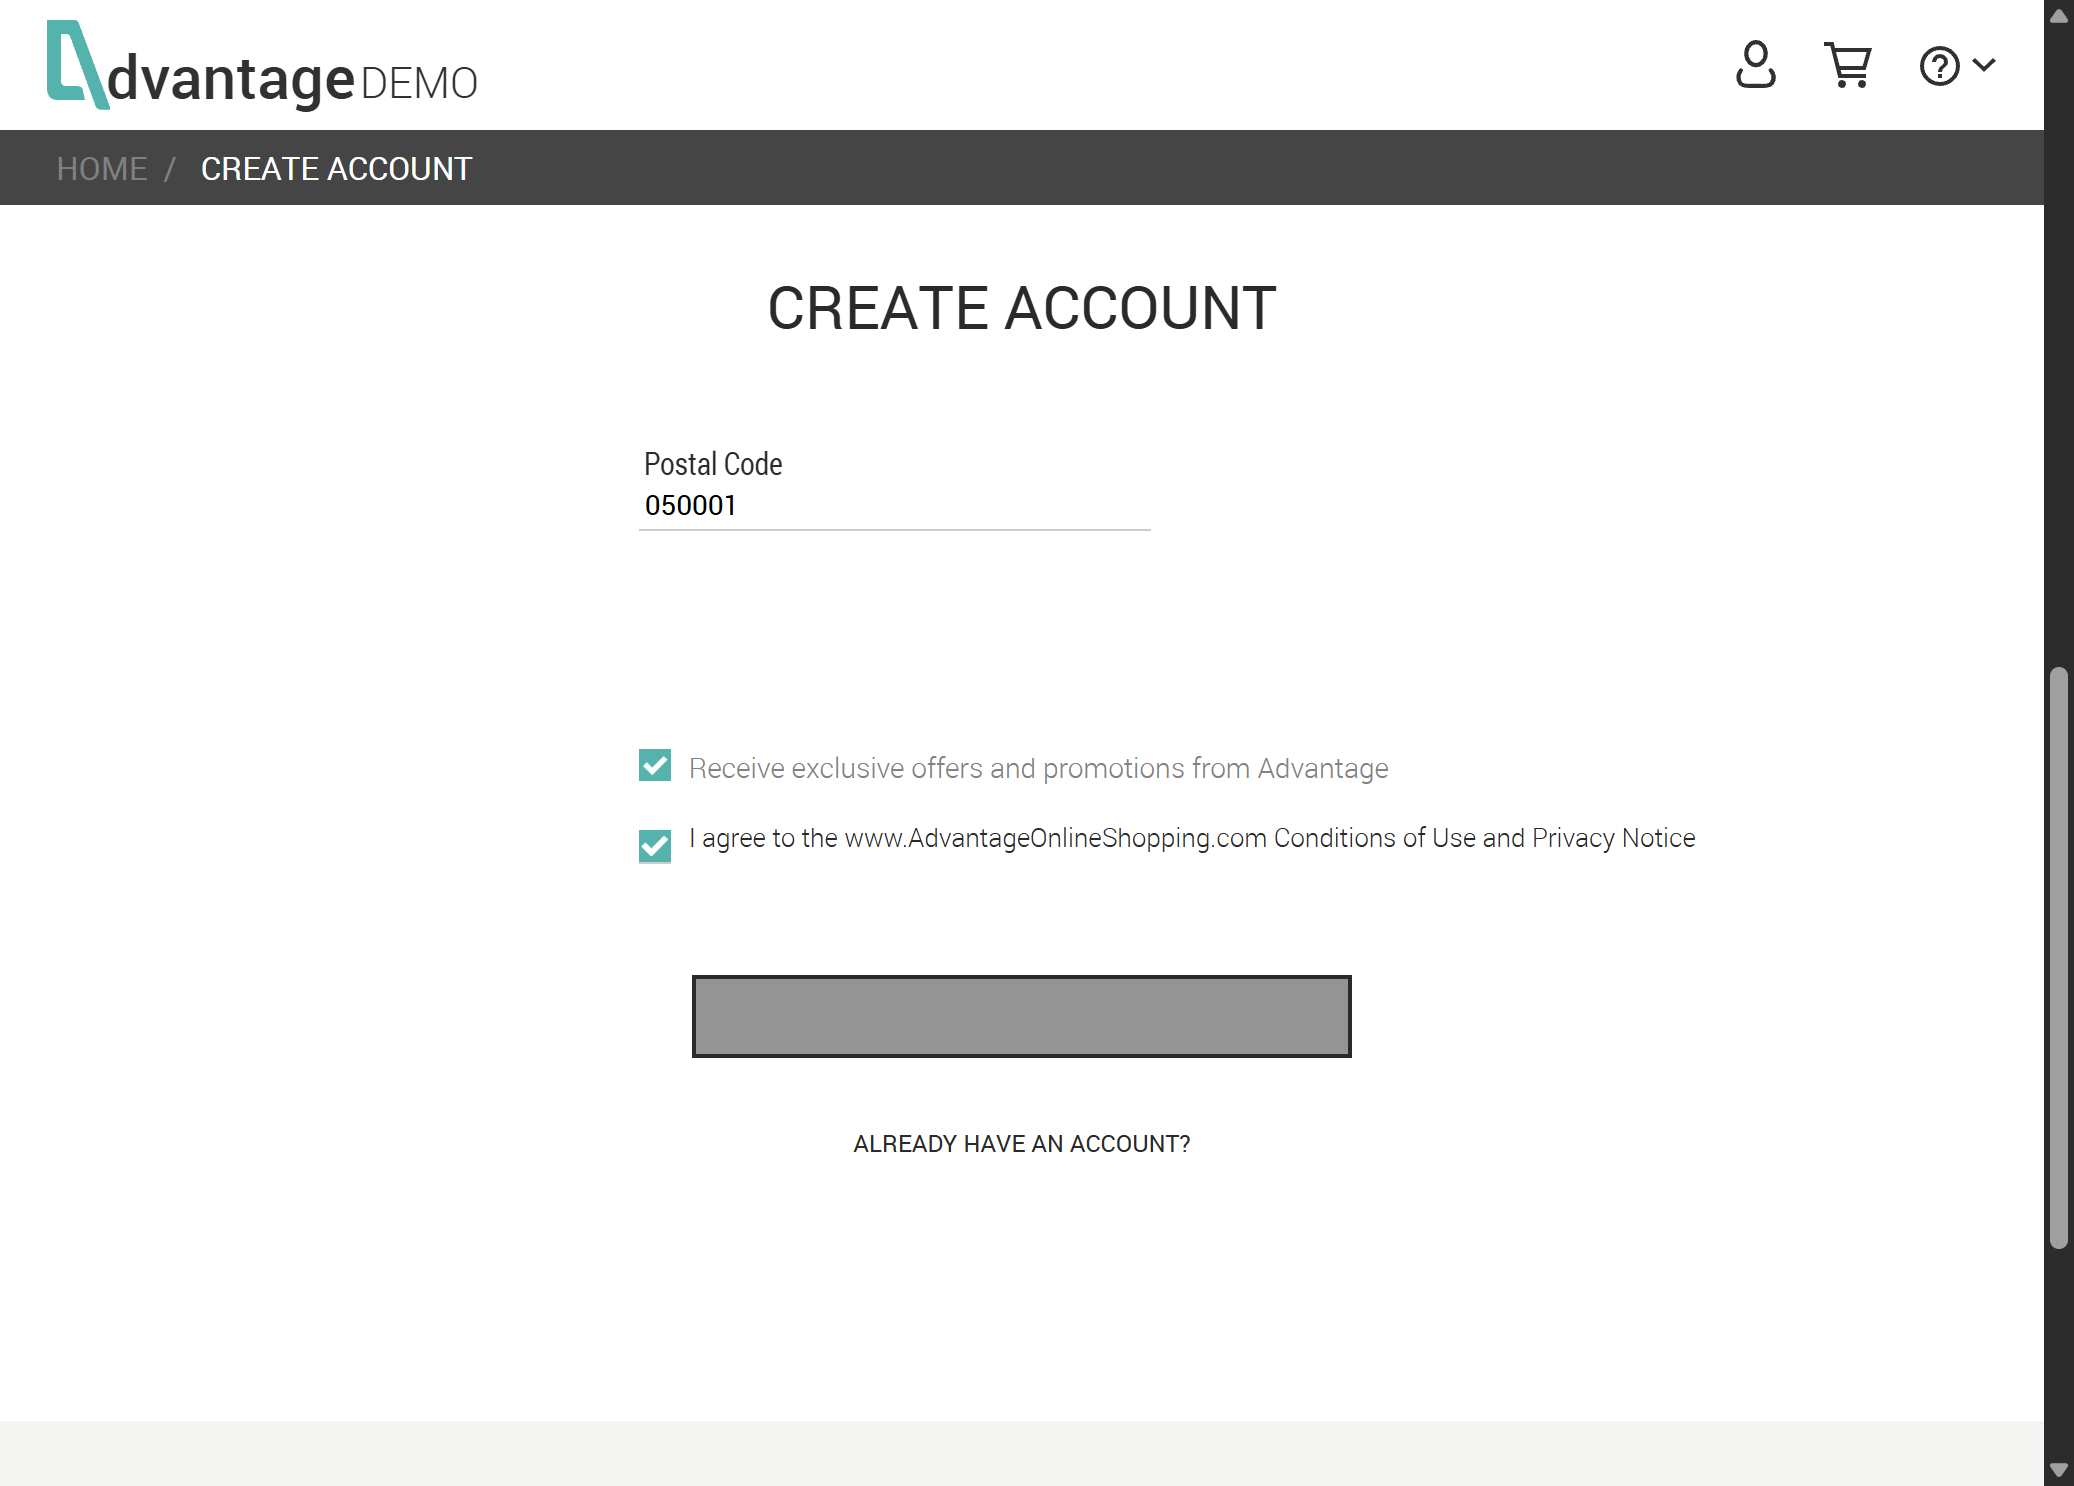 dvantage DEMO
HOME / CREATE ACCOUNT
CREATE ACCOUNT
Postal Code
050001
Receive exclusive offers and promotions from Advantage
I agree to the www.AdvantageOnlineShopping.com Conditions of Use and Privacy Notice
ALREADY HAVE AN ACCOUNT?